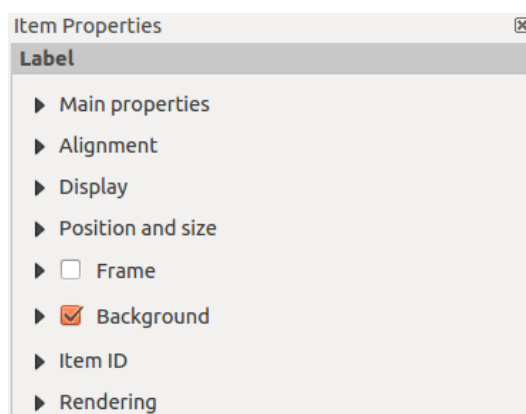 Item Properties
Label
Main properties
Alignment
Display
Position and size
Frame
Background
Item ID
Rendering